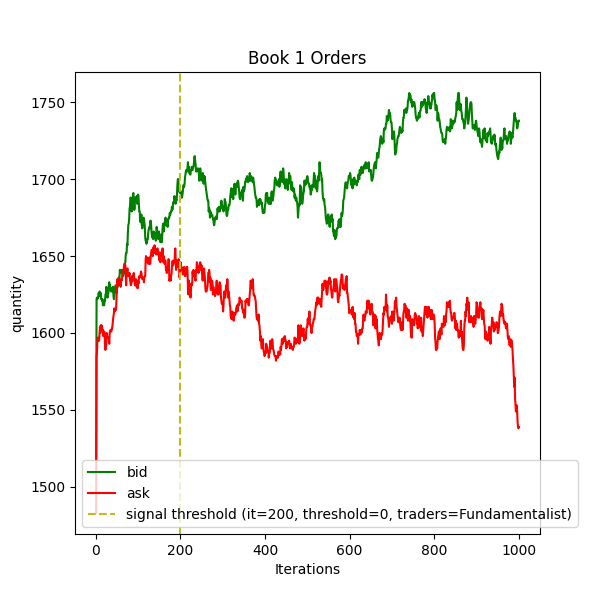 Book 1 Orders
quantity
1750
1700
1650
1600
1550
1500
bid
ask
signal threshold (it=200, threshold=0, traders=Fundamentalist)
0 200 400 600 800 1000
Iterations